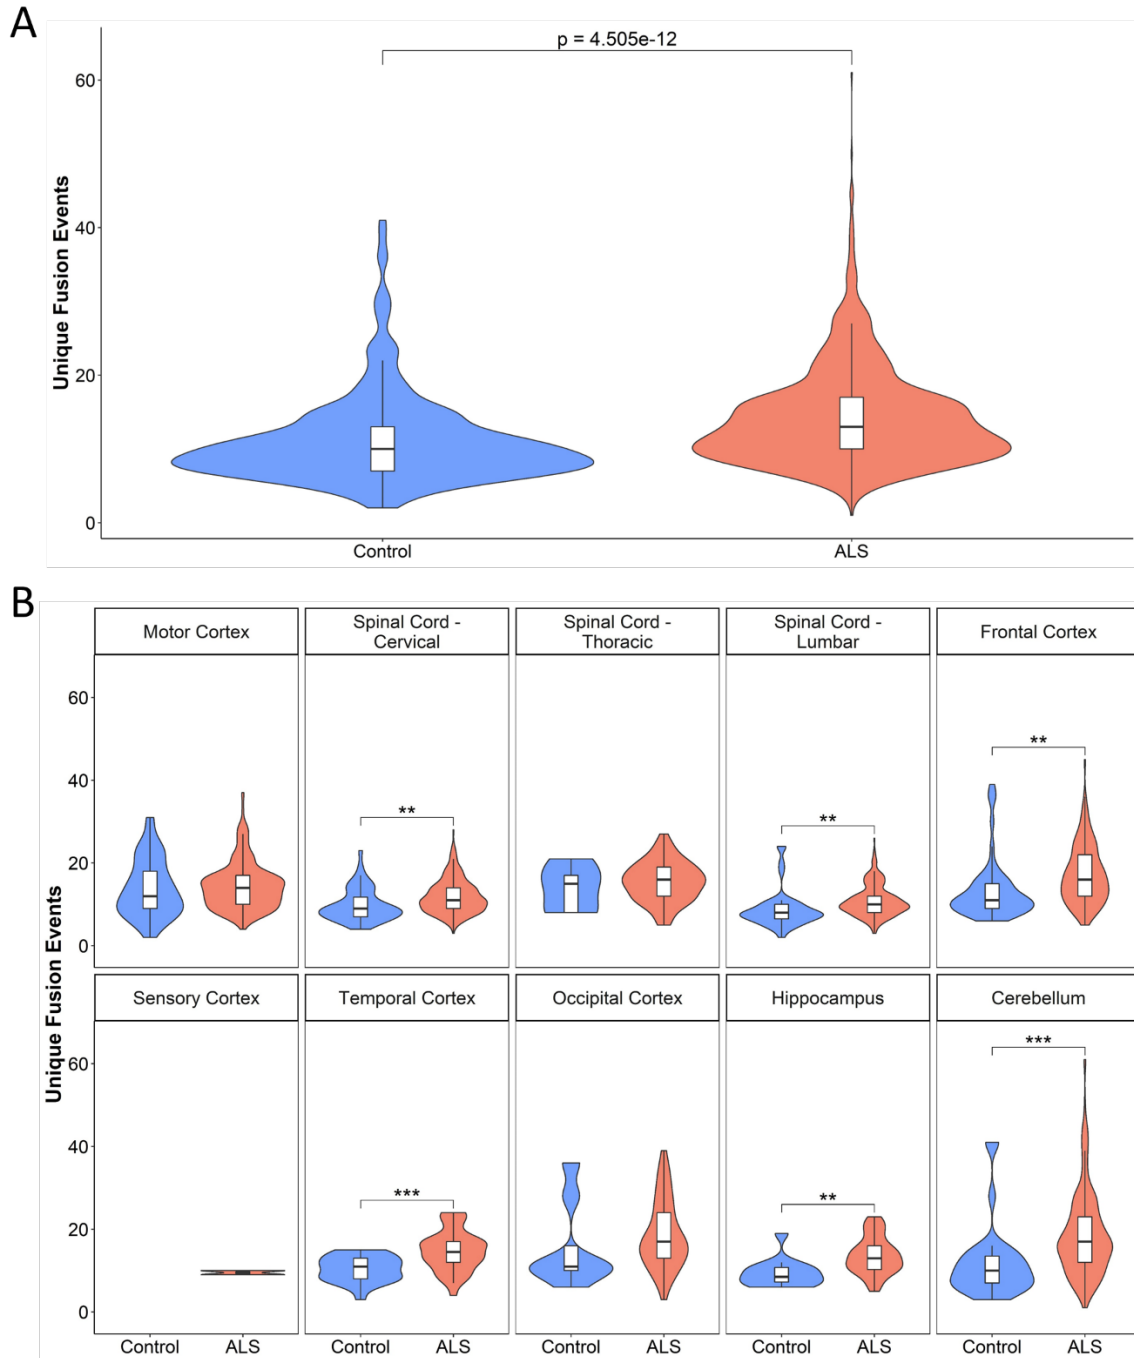 A
p = 4.505e-12
60
40
20
0
Unique Fusion Events
Control
ALS
B
Motor Cortex
Spinal Cord -
Cervical
Spinal Cord -
Thoracic
Spinal Cord -
Lumbar
Frontal Cortex
60
40
20
0
**
**
**
Sensory Cortex
Temporal Cortex
Occipital Cortex
Hippocampus
Cerebellum
Unique Fusion Events
60
40
20
0
***
**
***
Control
ALS
Control
ALS
Control
ALS
Control
ALS
Control
ALS